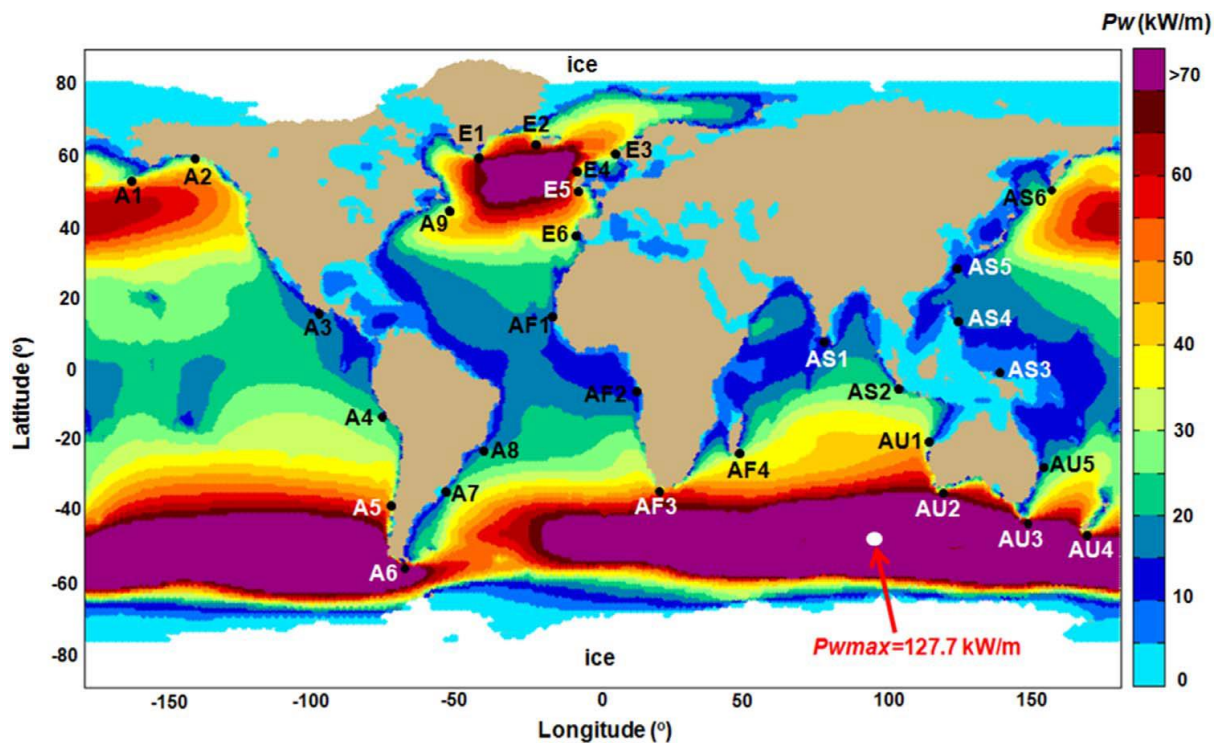 Pw (kW/m)
ice
80
>70
E2
E1
E3
60
A2
E4
60
A1
E5
AS6
A9
40
E6
AS5
20
A3
AF1
AS4
40
AS1
AS3
0
AF2
AS2
A4
30
-20
A8
AU1
AF4
AU5
A7
A5
AF3
AU2
20
-40
AU3
AU4
A6
-60
10
Pwmax=127.7 kW/m
-80
ice
0
-150
-100
-50
0
50
100
150
Latitude (º)
Longitude (º)